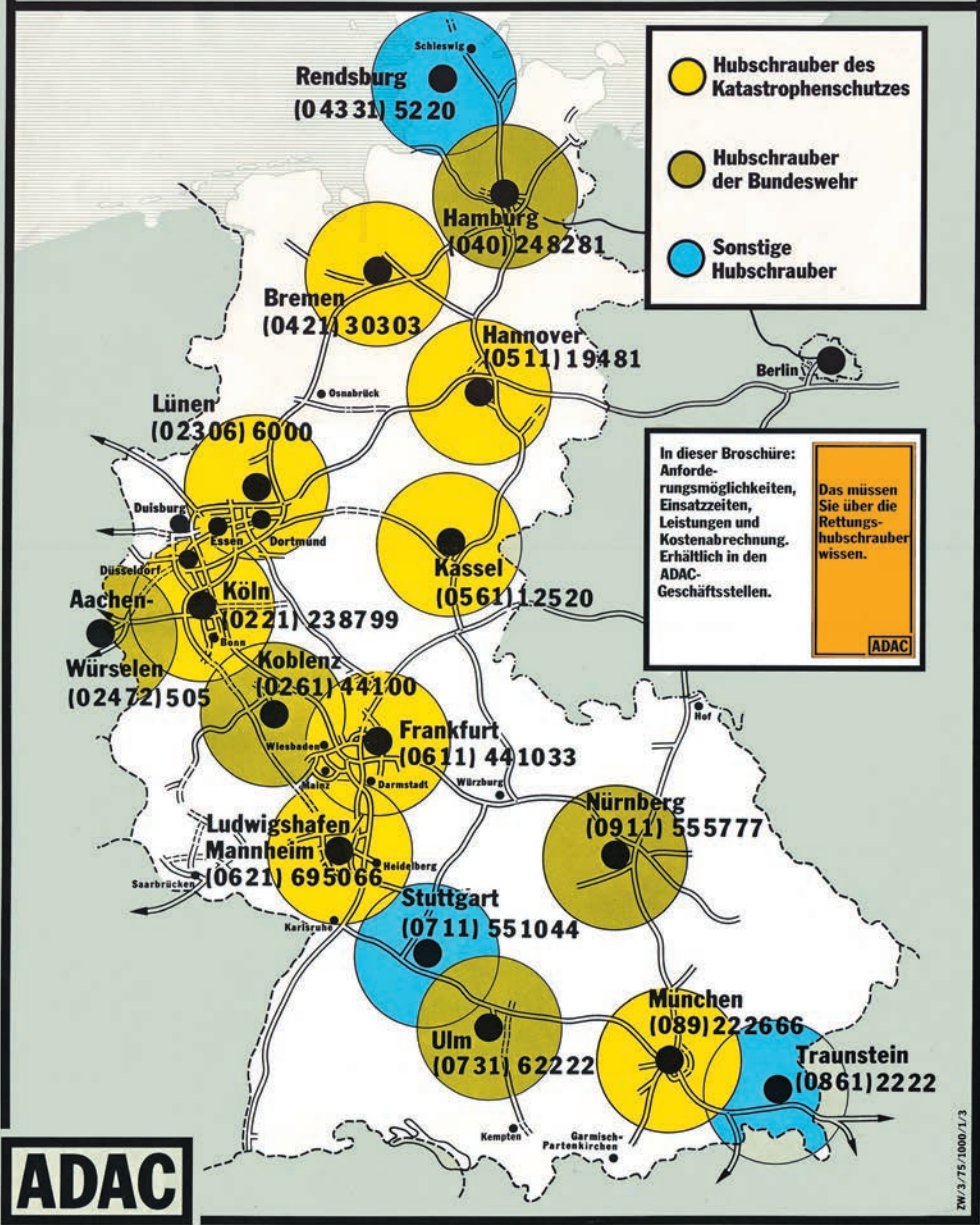 Schleswig
Rendsburg
(04331) 5220
Hubschrauber des
Katastrophenschutzes
Hubschrauber
der Bundeswehr
Sonstige
Hubschrauber
Hamburg
(040) 248281
Bremen
(0421) 30303
Hannover
(0511) 19481
Berlin
Osnabrück
Lünen
(02306) 6000
In dieser Broschüre:
Anforde-
rungsmöglichkeiten,
Einsatzzeiten,
Leistungen und
Kostenabrechnung.
Erhältlich in den
ADAC-
Geschäftsstellen.
Das müssen
Sie über die
Rettungs-
hubschrauber
wissen.
ADAC
Duisburg
Essen
Dortmund
Düsseldorf
Kassel
(0561) 12520
Aachen-
Würselen
(02472) 505
Köln
(0221) 238799
Bonn
Koblenz
(0261) 44100
Hof
Frankfurt
(0611) 441033
Wiesbaden
Mainz
Darmstadt
Würzburg
Nürnberg
(0911) 555777
Ludwigshafen
Mannheim
(0621) 695066
Heidelberg
Saarbrücken
Karlsruhe
Stuttgart
(0711) 551044
München
(089) 222666
Ulm
(0731) 62222
Traunstein
(0861) 2222
Kempten
Garmisch-
Partenkirchen
ADAC
ZW/3/75/1000/1/3